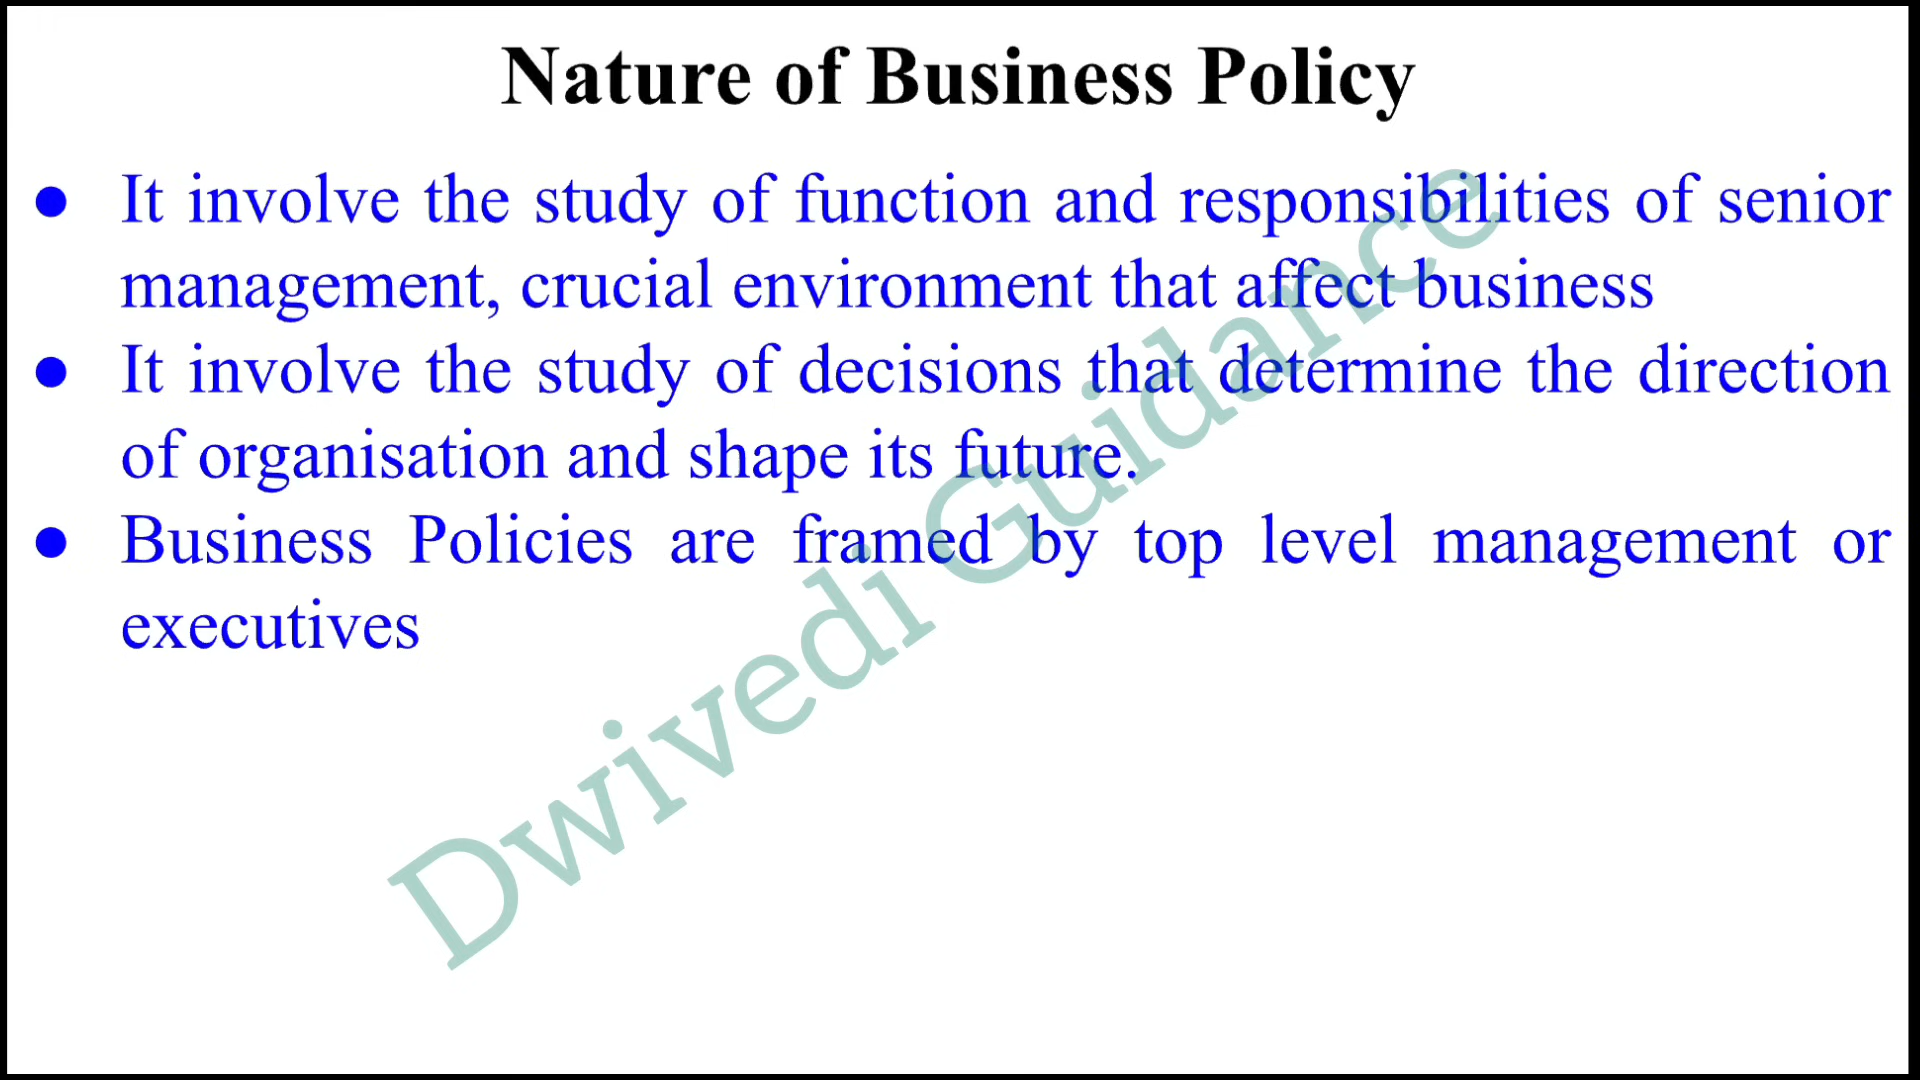 Nature of Business Policy
● It involve the study of function and responsibilities of senior
management, crucial environment that affect business
● It involve the study of decisions that determine the direction
of organisation and shape its future.
● Business Policies are framed by top level management or
executives
Dwivedi Guidance